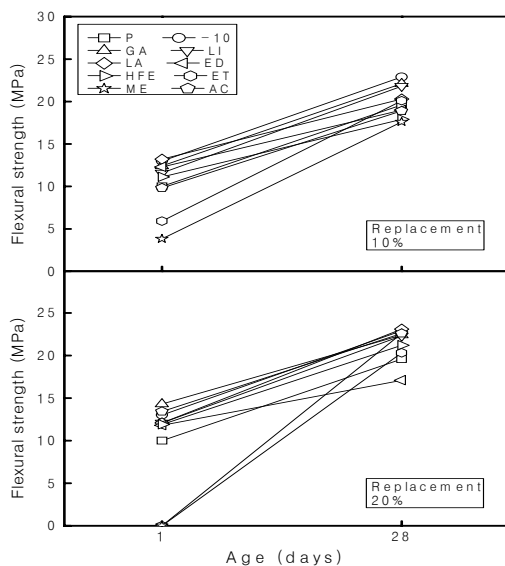 30
25
20
15
10
5
0
Flexural strength (MPa)
P -10
GA LI
LA ED
HFE ET
ME AC
Replacement
10%
25
20
15
10
5
0
Flexural strength (MPa)
Replacement
20%
1 28
Age (days)